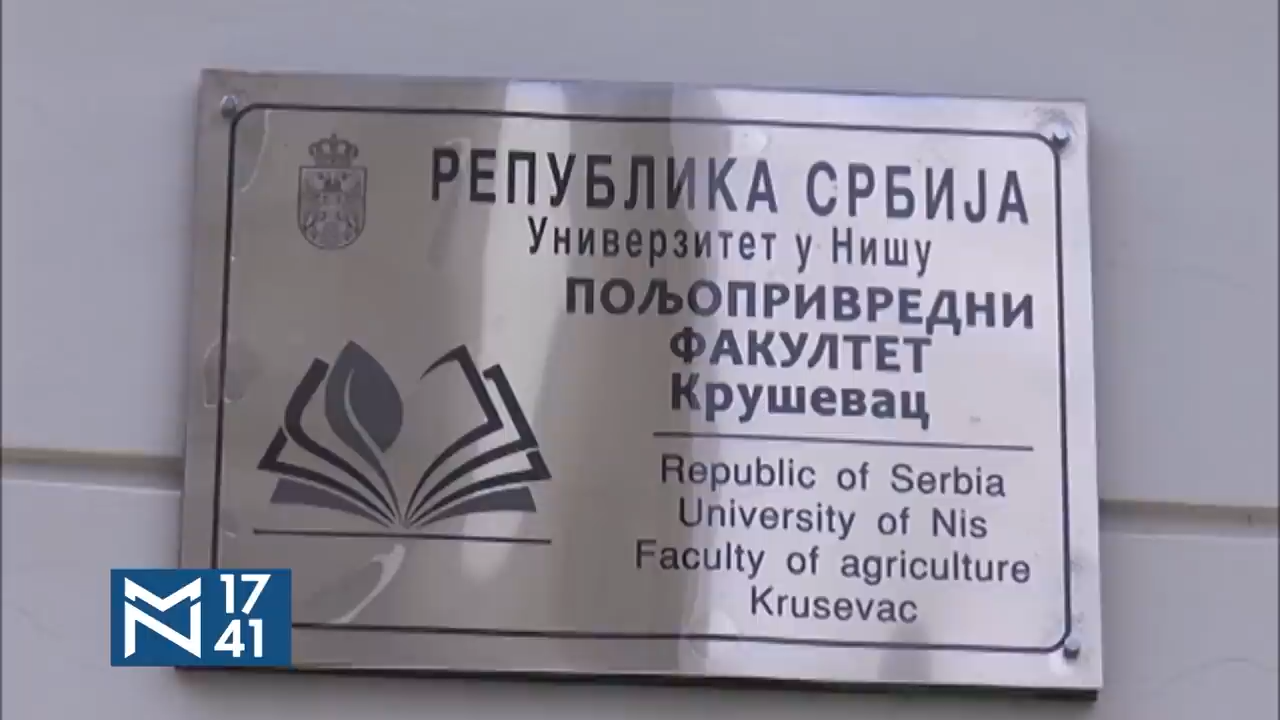 РЕПУБЛИКА СРБИЈА
Универзитет у Нишу
ПОЉОПРИВРЕДНИ
ФАКУЛТЕТ
Крушевац
Republic of Serbia
University of Nis
Faculty of agriculture
Krusevac
17
41